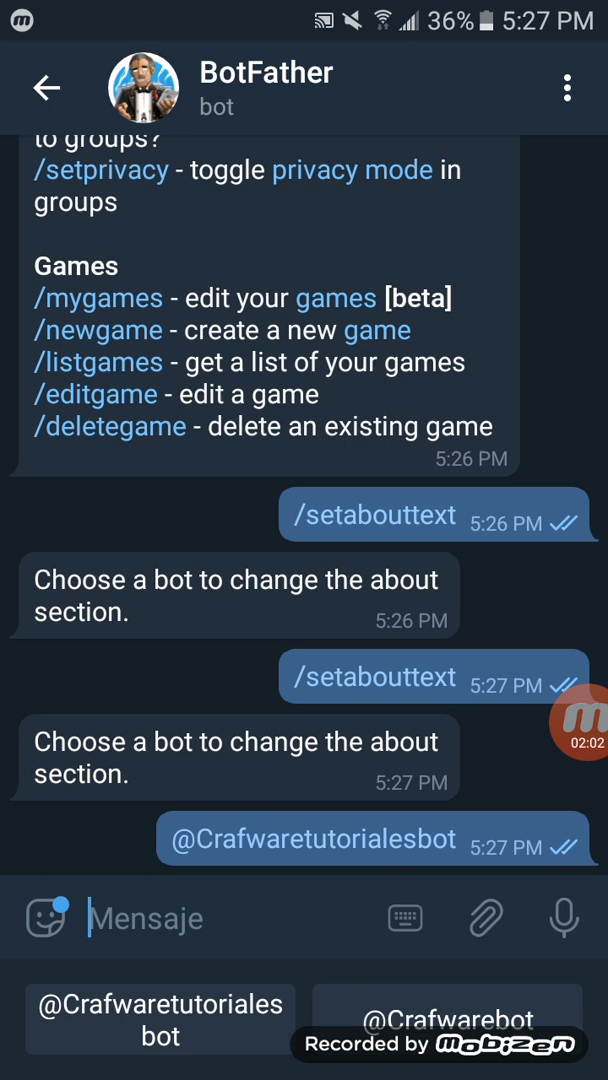 36% 5:27 PM
BotFather
bot
to groups?
/setprivacy - toggle privacy mode in
groups
Games
/mygames - edit your games [beta]
/newgame - create a new game
/listgames - get a list of your games
/editgame - edit a game
/deletegame - delete an existing game
5:26 PM
/setabouttext 5:26 PM
Choose a bot to change the about
section. 5:26 PM
/setabouttext 5:27 PM
02:02
Choose a bot to change the about
section. 5:27 PM
@Crafwaretutorialesbot 5:27 PM
Mensaje
@Crafwaretutoriales
bot
@Crafwarebot
Recorded by mobizen